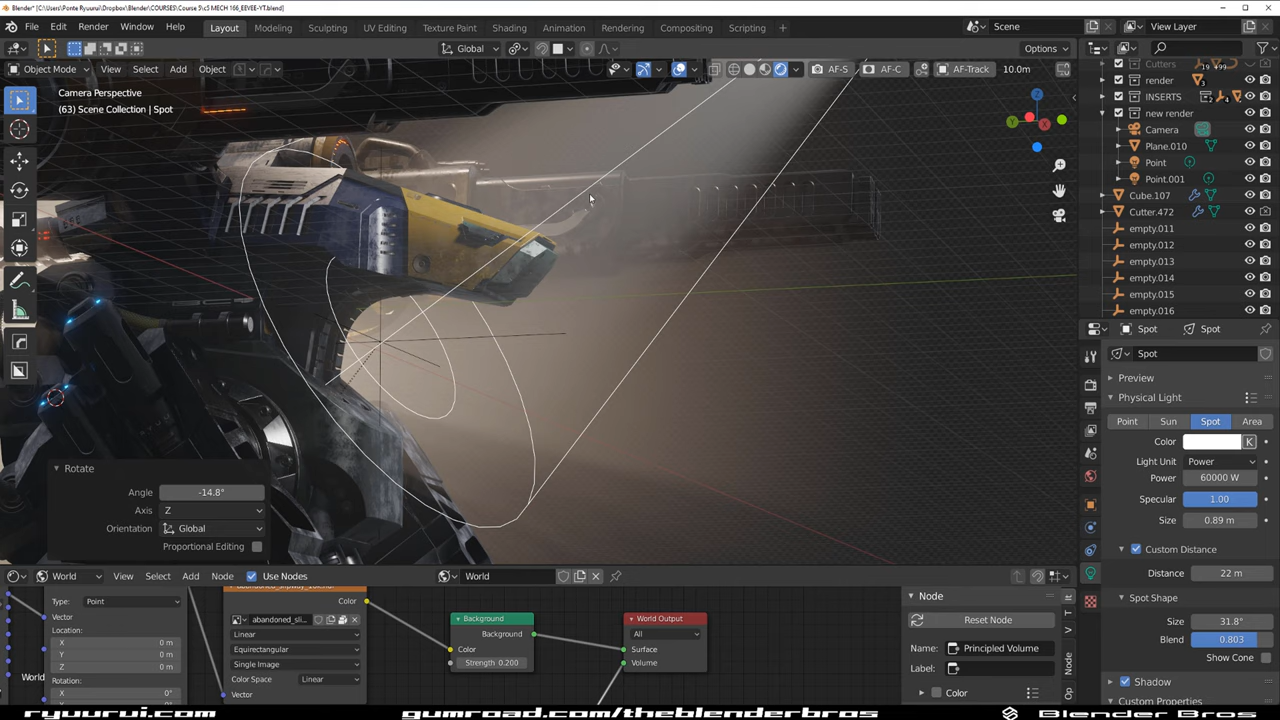 Blender* [C:\Users\Ponte Ryuurui\Dropbox\Blender\COURSES\Course 5\c5 MECH 166_EEVEE-YT.blend]
File Edit Render Window Help Layout Modeling Sculpting UV Editing Texture Paint Shading Animation Rendering Compositing Scripting + Scene View Layer
Global Options
Object Mode View Select Add Object AF-S AF-C AF-Track 10.0m
Camera Perspective
(63) Scene Collection | Spot
Cutters 19 +99
render 3
INSERTS 2 4
new render
Camera
Plane.010
Point
Point.001
Cube.107
Cutter.472
empty.011
empty.012
empty.013
empty.014
empty.015
empty.016
Y Z X
Spot Spot
Spot
Preview
Physical Light
Point Sun Spot Area
Color K
Light Unit Power
Power 60000 W
Specular 1.00
Size 0.89 m
Custom Distance
Distance 22 m
Spot Shape
Size 31.8°
Blend 0.803
Show Cone
Shadow
Custom Properties
Rotate
Angle -14.8°
Axis Z
Orientation Global
Proportional Editing
World View Select Add Node Use Nodes World
Type: Point
Vector
Location:
X 0 m
Y 0 m
Z 0 m
Rotation:
X 0°
World
Color
abandoned_sli...
Linear
Equirectangular
Single Image
Color Space Linear
Vector
Background
Background
Color
Strength 0.200
World Output
All
Surface
Volume
Node
Reset Node
Name: Principled Volume
Label:
Color
T
V
Node
Op
ryuurui.com gumroad.com/theblenderbros Blender Bros